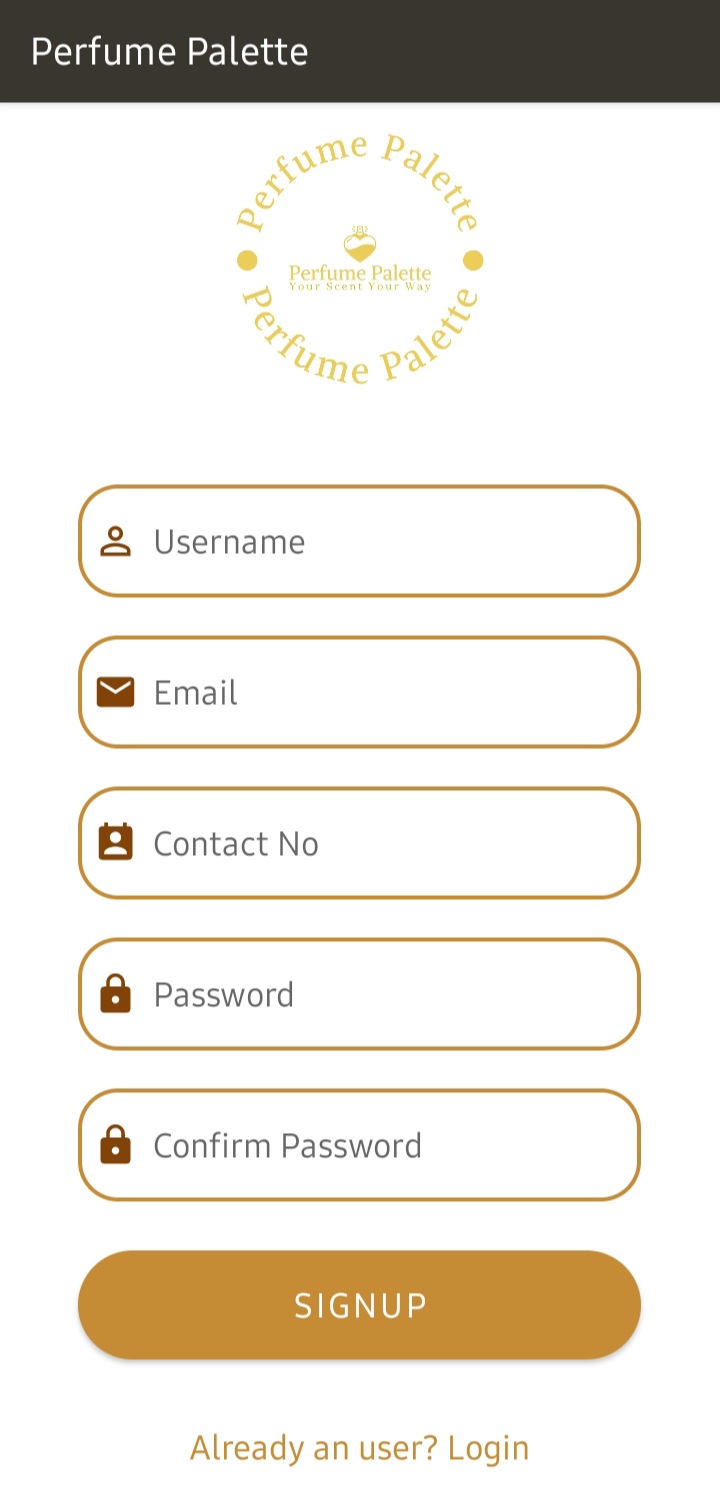 Perfume Palette
Perfume Palette
Perfume Palette
Your Scent Your Way
Perfume Palette
Username
Email
Contact No
Password
Confirm Password
SIGNUP
Already an user? Login